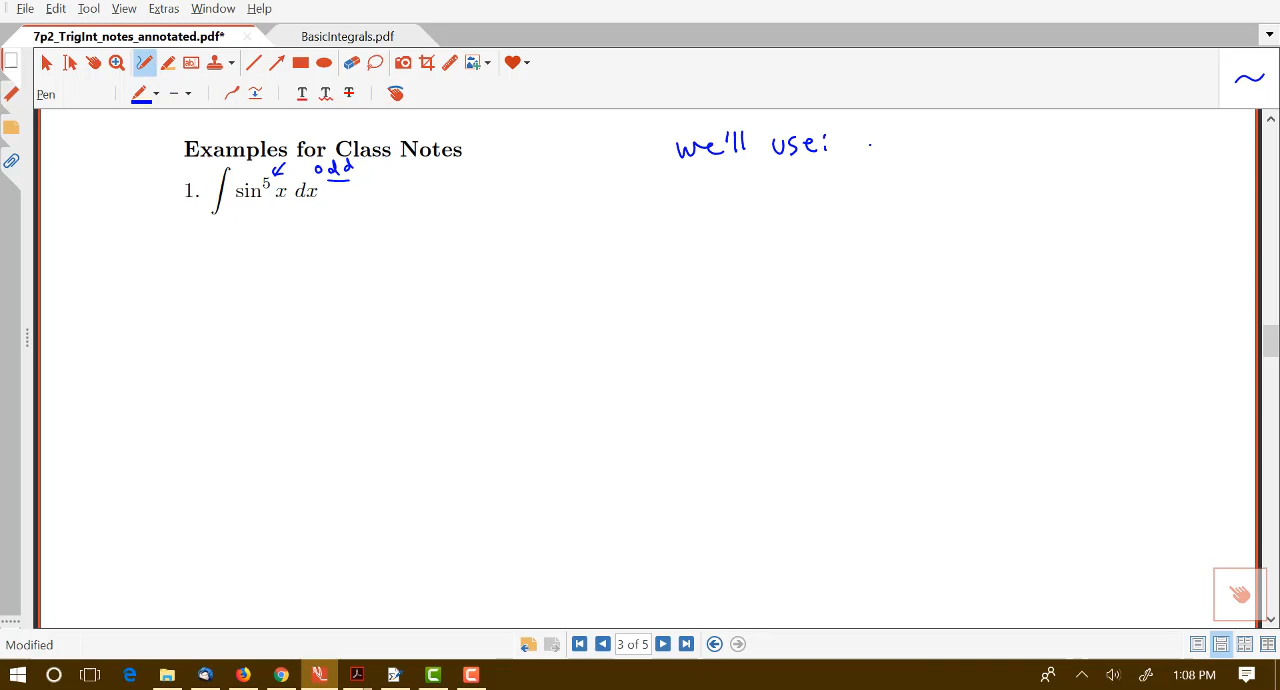 File Edit Tool View Extras Window Help
7p2_TrigInt_notes_annotated.pdf* BasicIntegrals.pdf
Pen
Examples for Class Notes
we'll use:
odd
1. ∫ sin⁵ x dx
3 of 5
Modified
1:08 PM